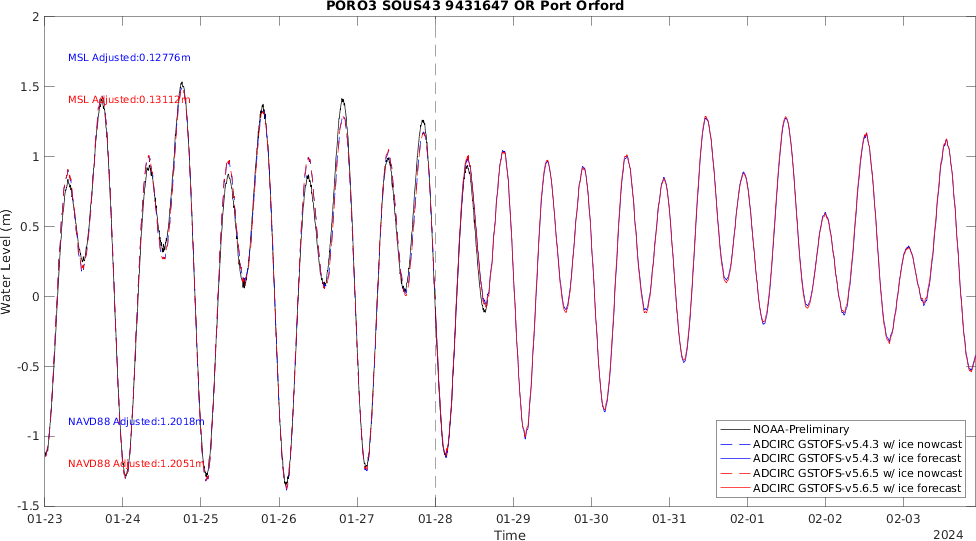 PORO3 SOUS43 9431647 OR Port Orford
2
1.5
1
0.5
0
-0.5
-1
-1.5
Water Level (m)
MSL Adjusted:0.12776m
MSL Adjusted:0.13112m
NAVD88 Adjusted:1.2018m
NAVD88 Adjusted:1.2051m
NOAA-Preliminary
ADCIRC GSTOFS-v5.4.3 w/ ice nowcast
ADCIRC GSTOFS-v5.4.3 w/ ice forecast
ADCIRC GSTOFS-v5.6.5 w/ ice nowcast
ADCIRC GSTOFS-v5.6.5 w/ ice forecast
01-23 01-24 01-25 01-26 01-27 01-28 01-29 01-30 01-31 02-01 02-02 02-03
Time
2024